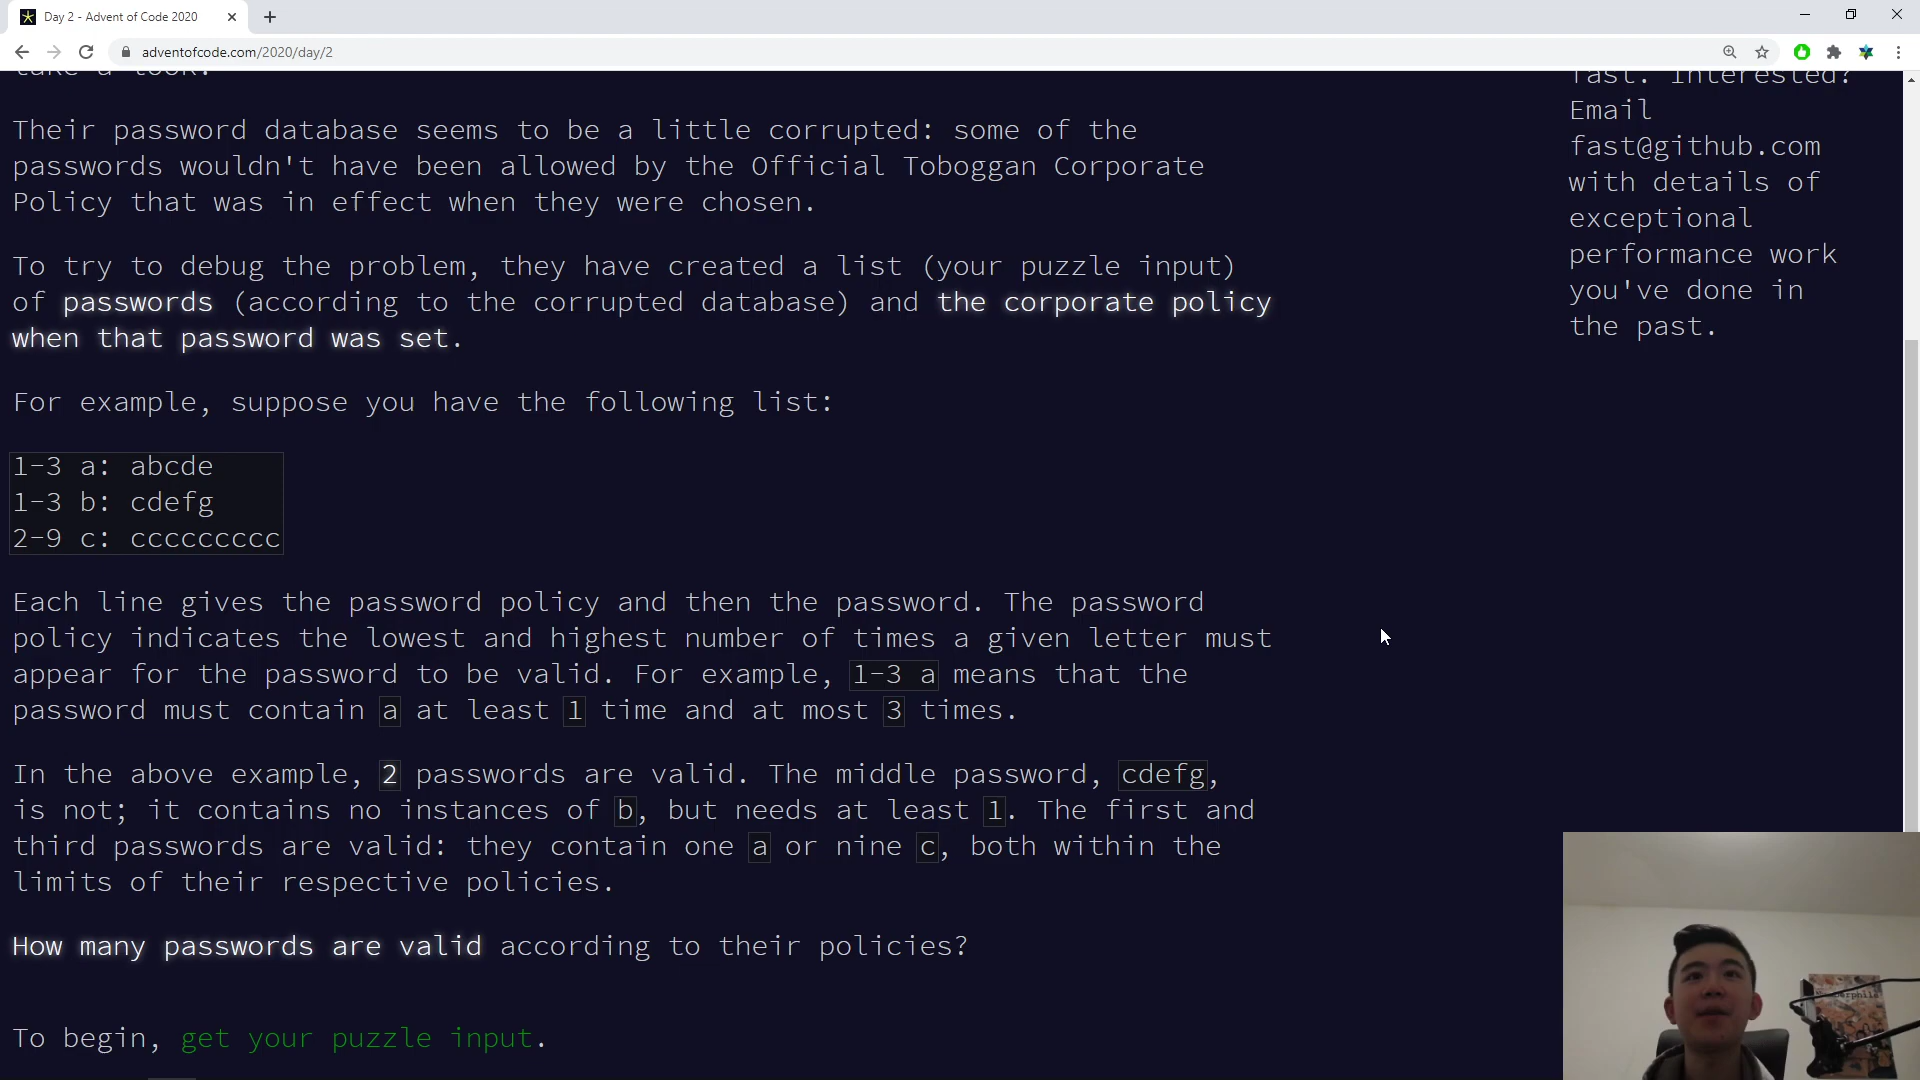 Day 2 - Advent of Code 2020
adventofcode.com/2020/day/2
take a look.
Their password database seems to be a little corrupted: some of the
passwords wouldn't have been allowed by the Official Toboggan Corporate
Policy that was in effect when they were chosen.
To try to debug the problem, they have created a list (your puzzle input)
of passwords (according to the corrupted database) and the corporate policy
when that password was set.
For example, suppose you have the following list:
1-3 a: abcde
1-3 b: cdefg
2-9 c: ccccccccc
Each line gives the password policy and then the password. The password
policy indicates the lowest and highest number of times a given letter must
appear for the password to be valid. For example, 1-3 a means that the
password must contain a at least 1 time and at most 3 times.
In the above example, 2 passwords are valid. The middle password, cdefg,
is not; it contains no instances of b, but needs at least 1. The first and
third passwords are valid: they contain one a or nine c, both within the
limits of their respective policies.
How many passwords are valid according to their policies?
To begin, get your puzzle input.
fast. Interested?
Email
fast@github.com
with details of
exceptional
performance work
you've done in
the past.